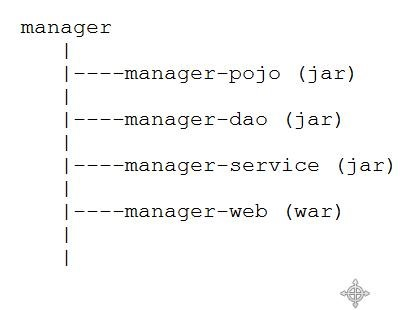 manager
|
|----manager-pojo (jar)
|
|----manager-dao (jar)
|
|----manager-service (jar)
|
|----manager-web (war)
|
|